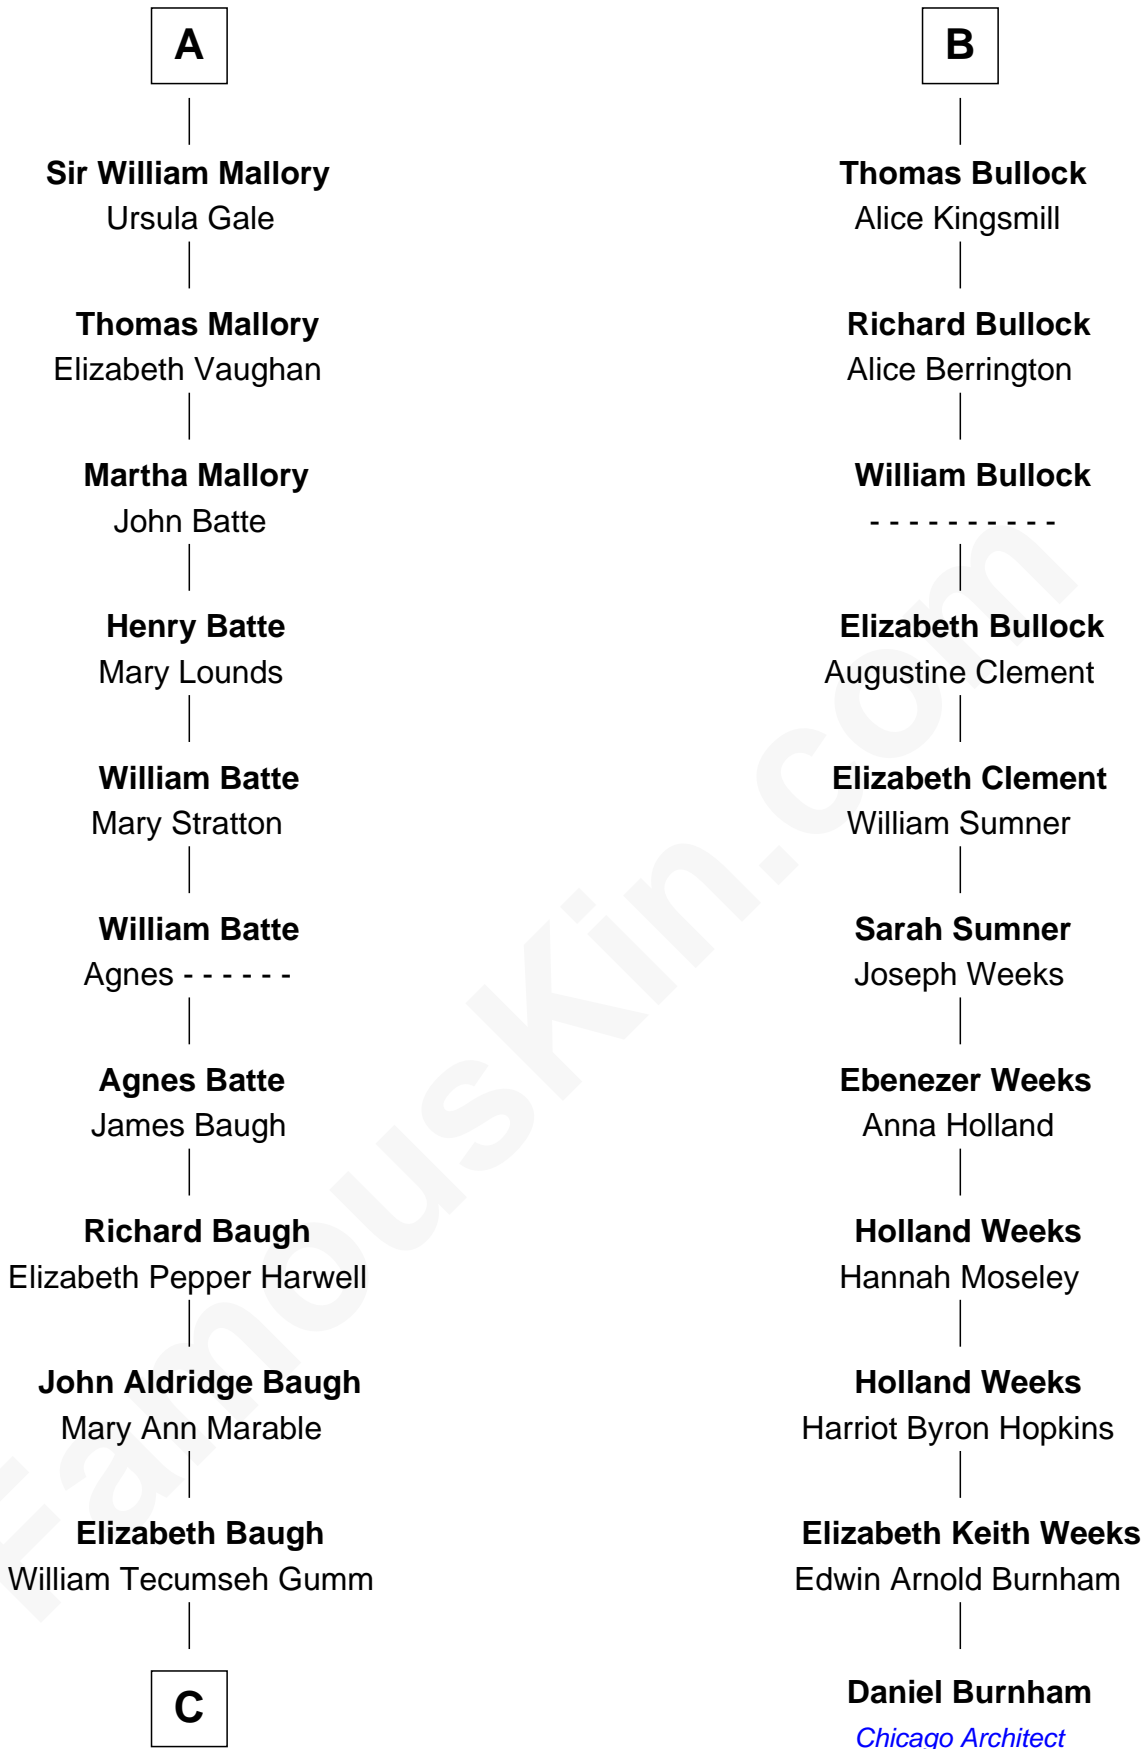 A
Sir William Mallory
Ursula Gale
Thomas Mallory
Elizabeth Vaughan
Martha Mallory
John Batte
Henry Batte
Mary Lounds
William Batte
Mary Stratton
William Batte
Agnes - - - - - -
Agnes Batte
James Baugh
Richard Baugh
Elizabeth Pepper Harwell
John Aldridge Baugh
Mary Ann Marable
Elizabeth Baugh
William Tecumseh Gumm
C
B
Thomas Bullock
Alice Kingsmill
Richard Bullock
Alice Berrington
William Bullock
- - - - - - - - - -
Elizabeth Bullock
Augustine Clement
Elizabeth Clement
William Sumner
Sarah Sumner
Joseph Weeks
Ebenezer Weeks
Anna Holland
Holland Weeks
Hannah Moseley
Holland Weeks
Harriot Byron Hopkins
Elizabeth Keith Weeks
Edwin Arnold Burnham
Daniel Burnham
Chicago Architect
FamousKin.com